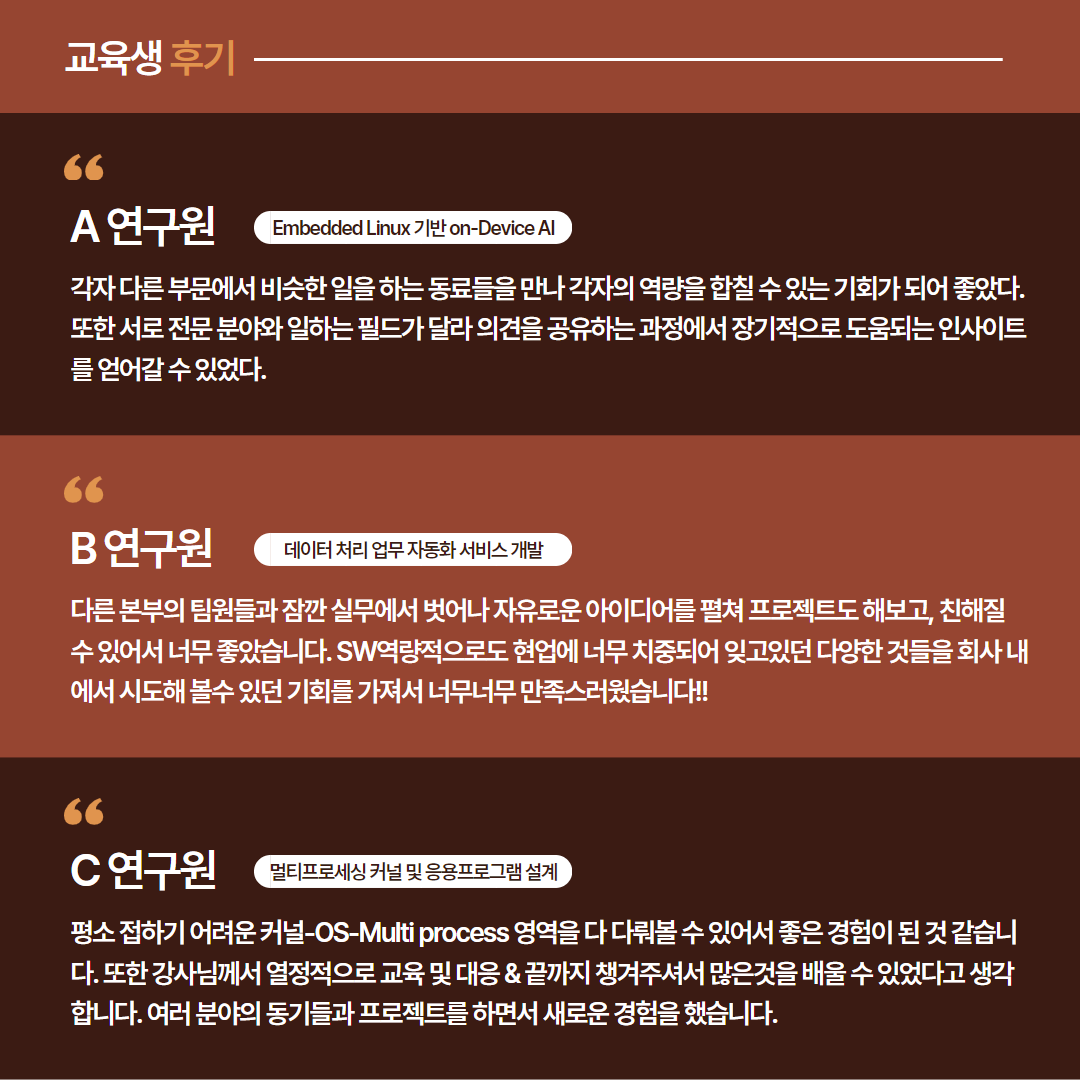 교육생 후기
“
A 연구원
Embedded Linux 기반 on-Device AI
각자 다른 부문에서 비슷한 일을 하는 동료들을 만나 각자의 역량을 합칠 수 있는 기회가 되어 좋았다.
또한 서로 전문 분야와 일하는 필드가 달라 의견을 공유하는 과정에서 장기적으로 도움되는 인사이트
를 얻어갈 수 있었다.
“
B 연구원
데이터 처리 업무 자동화 서비스 개발
다른 본부의 팀원들과 잠깐 실무에서 벗어나 자유로운 아이디어를 펼쳐 프로젝트도 해보고, 친해질
수 있어서 너무 좋았습니다. SW역량적으로도 현업에 너무 치중되어 잊고있던 다양한 것들을 회사 내
에서 시도해 볼수 있던 기회를 가져서 너무너무 만족스러웠습니다!!
“
C 연구원
멀티프로세싱 커널 및 응용프로그램 설계
평소 접하기 어려운 커널-OS-Multi process 영역을 다 다뤄볼 수 있어서 좋은 경험이 된 것 같습니
다. 또한 강사님께서 열정적으로 교육 및 대응 & 끝까지 챙겨주셔서 많은것을 배울 수 있었다고 생각
합니다. 여러 분야의 동기들과 프로젝트를 하면서 새로운 경험을 했습니다.